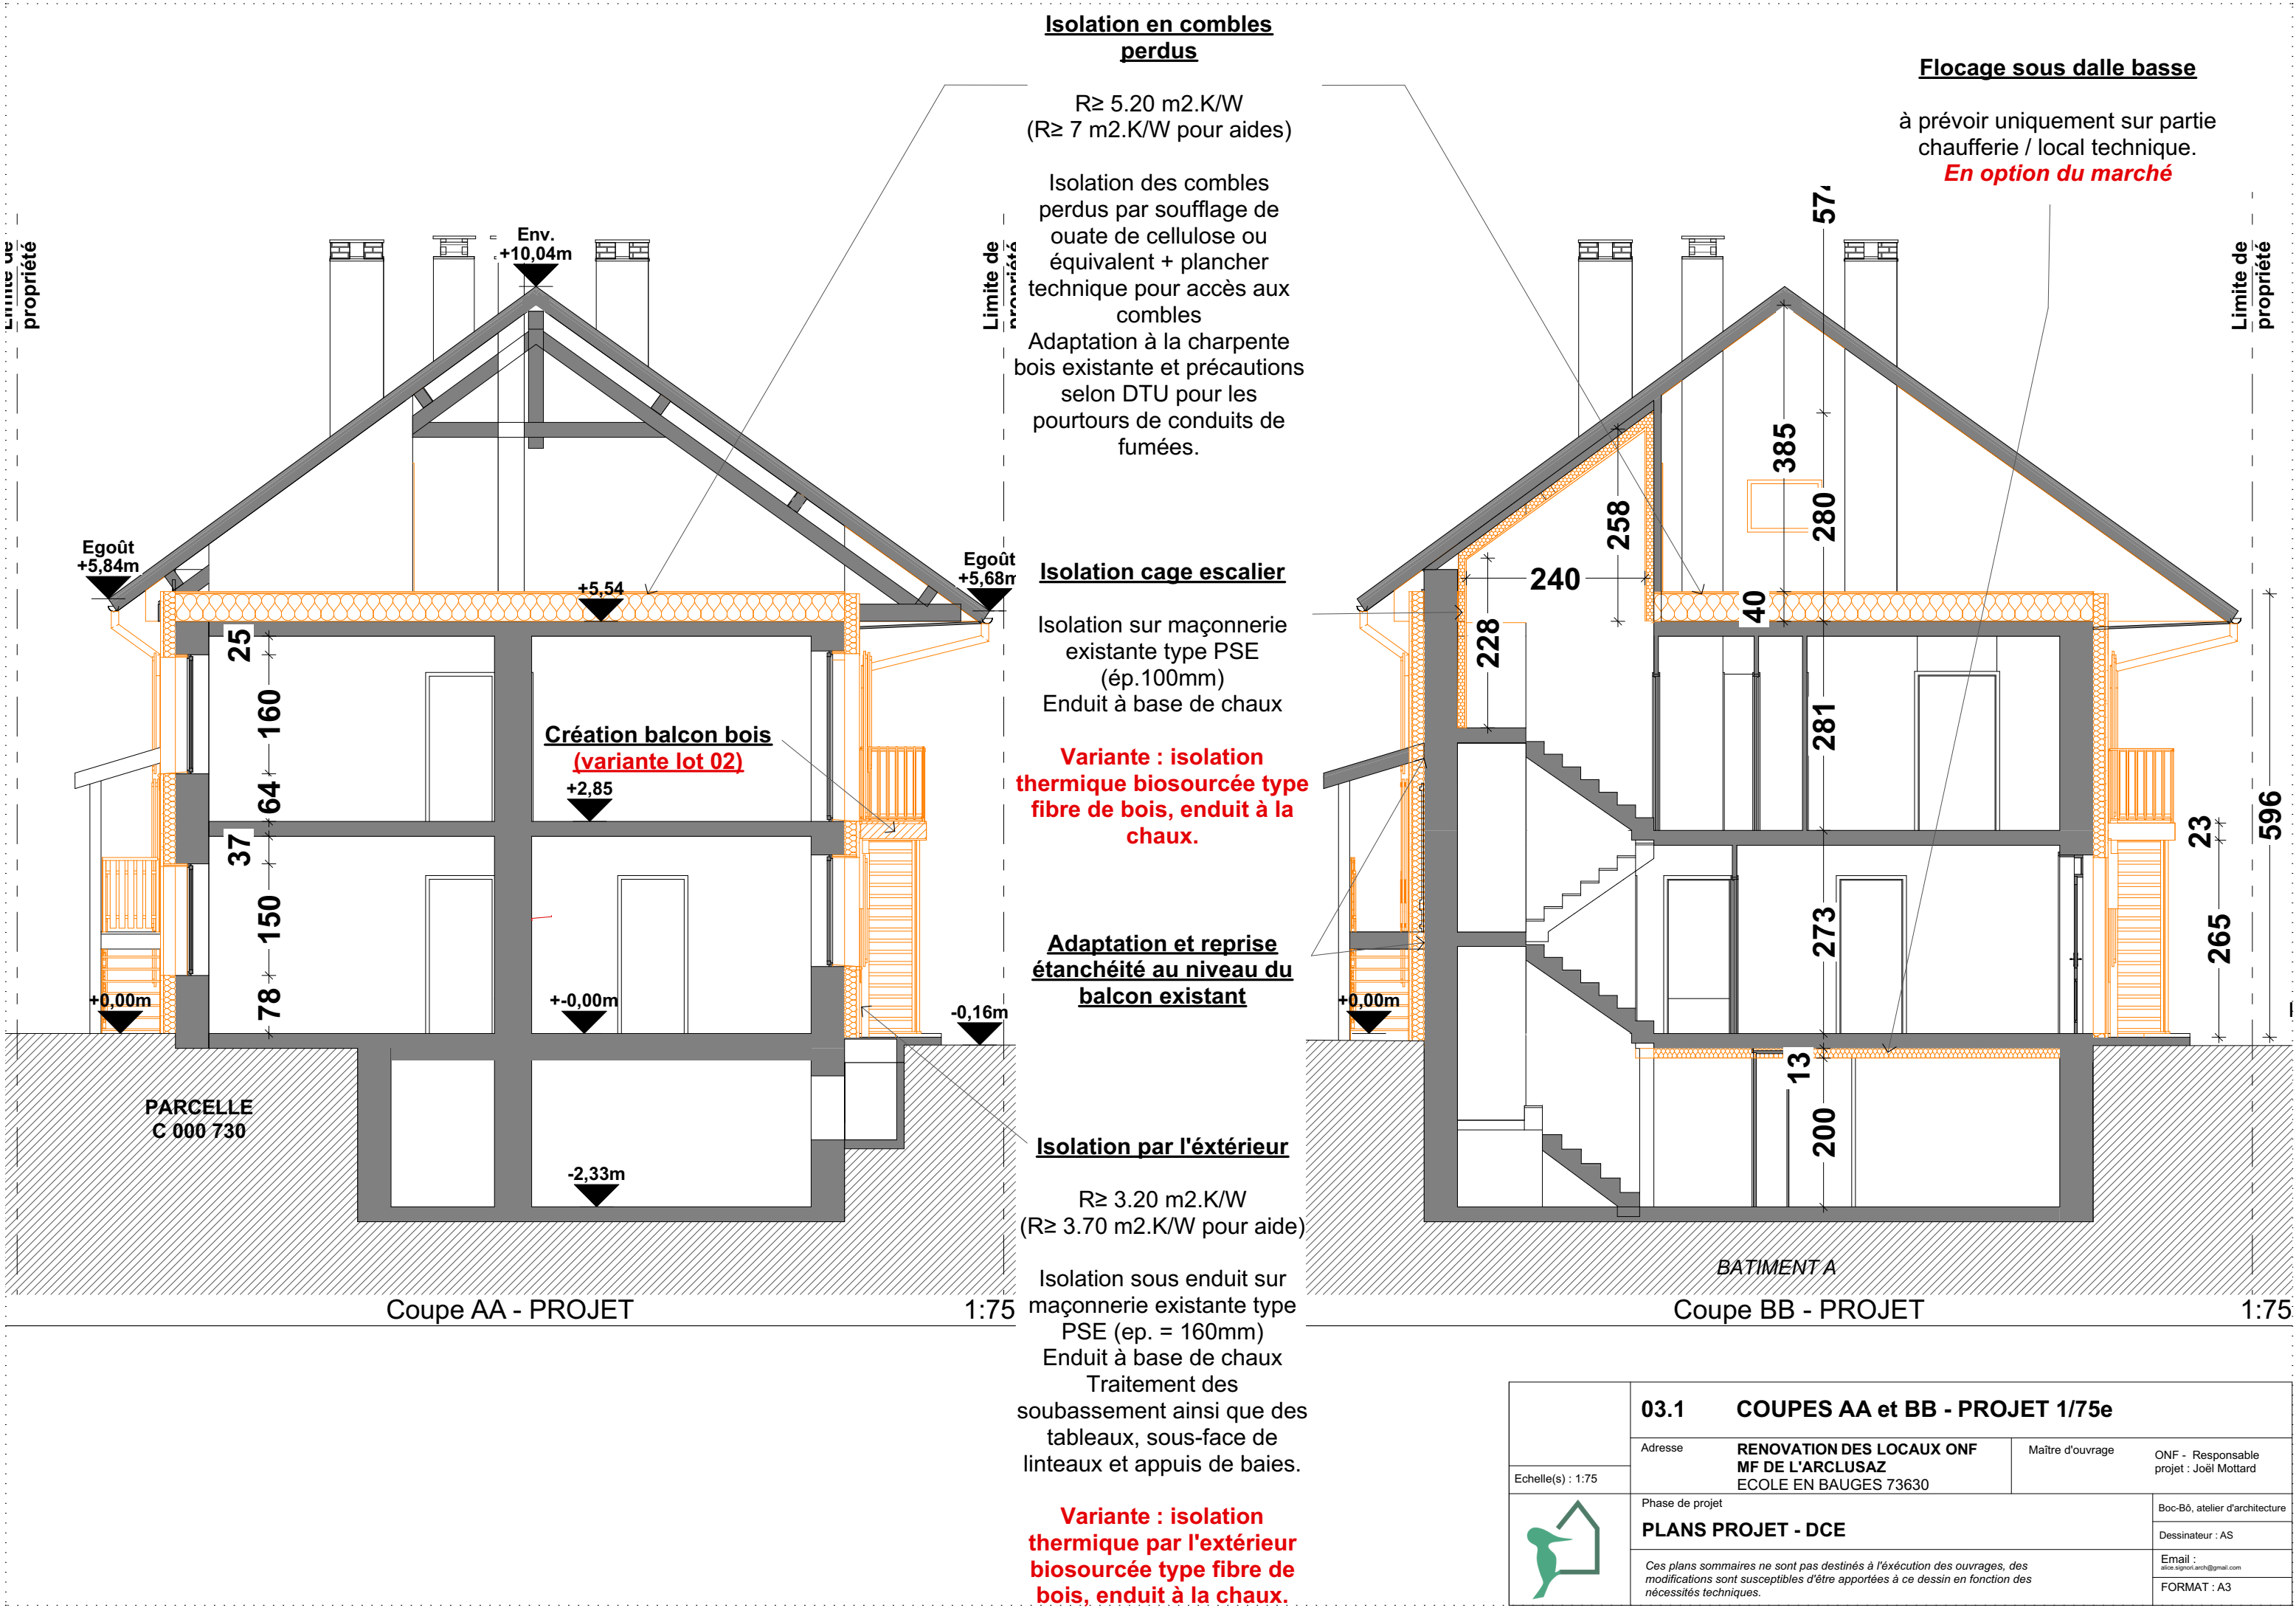 Isolation en combles
perdus
R≥ 5.20 m2.K/W
(R≥ 7 m2.K/W pour aides)
Isolation des combles
perdus par soufflage de
ouate de cellulose ou
équivalent + plancher
technique pour accès aux
combles
Adaptation à la charpente
bois existante et précautions
selon DTU pour les
pourtours de conduits de
fumées.
Flocage sous dalle basse
à prévoir uniquement sur partie
chaufferie / local technique.
En option du marché
Limite de
propriété
Env.
+10,04m
Limite de
propriété
Egoût
+5,84m
+5,54
Egoût
+5,68m
25
160
64
37
150
78
Création balcon bois
(variante lot 02)
+2,85
+0,00m
+-0,00m
-0,16m
PARCELLE
C 000 730
-2,33m
Coupe AA - PROJET
1:75
Isolation cage escalier
Isolation sur maçonnerie
existante type PSE
(ép.100mm)
Enduit à base de chaux
Variante : isolation
thermique biosourcée type
fibre de bois, enduit à la
chaux.
Adaptation et reprise
étanchéité au niveau du
balcon existant
Isolation par l'éxtérieur
R≥ 3.20 m2.K/W
(R≥ 3.70 m2.K/W pour aide)
Isolation sous enduit sur
maçonnerie existante type
PSE (ep. = 160mm)
Enduit à base de chaux
Traitement des
soubassement ainsi que des
tableaux, sous-face de
linteaux et appuis de baies.
Variante : isolation
thermique par l'extérieur
biosourcée type fibre de
bois, enduit à la chaux.
Limite de
propriété
385
258
280
240
40
228
281
273
13
200
23
265
596
+0,00m
BATIMENT A
Coupe BB - PROJET
1:75
03.1 COUPES AA et BB - PROJET 1/75e
Adresse
RENOVATION DES LOCAUX ONF
MF DE L'ARCLUSAZ
ECOLE EN BAUGES 73630
Maître d'ouvrage
ONF - Responsable
projet : Joël Mottard
Echelle(s) : 1:75
Phase de projet
PLANS PROJET - DCE
Boc-Bô, atelier d'architecture
Dessinateur : AS
Email :
alice.signori.arch@gmail.com
FORMAT : A3
Ces plans sommaires ne sont pas destinés à l'éxécution des ouvrages, des
modifications sont susceptibles d'être apportées à ce dessin en fonction des
nécessités techniques.